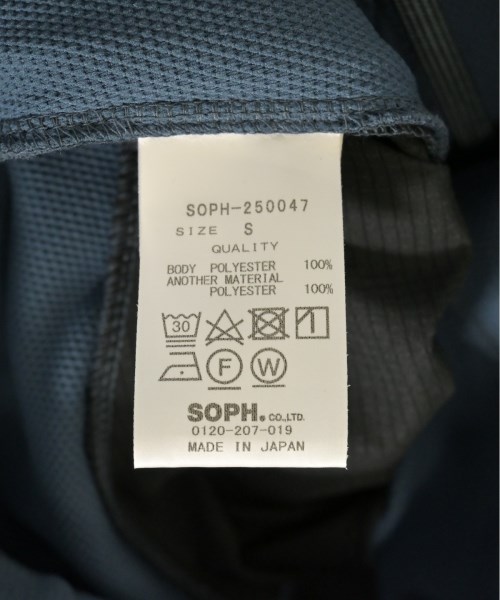 SOPH-250047
SIZE S
QUALITY
BODY POLYESTER 100%
ANOTHER MATERIAL
POLYESTER 100%
30
F W
SOPH. CO.,LTD.
0120-207-019
MADE IN JAPAN